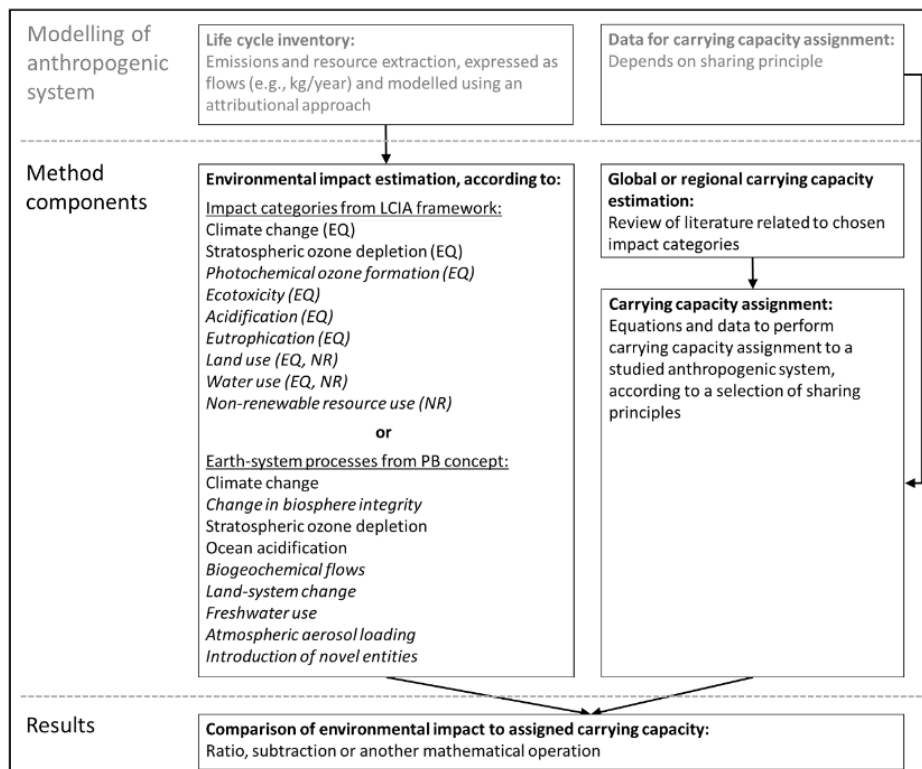 Modelling of
anthropogenic
system
Life cycle inventory:
Emissions and resource extraction, expressed as
flows (e.g., kg/year) and modelled using an
attributional approach
Data for carrying capacity assignment:
Depends on sharing principle
Method
components
Environmental impact estimation, according to:
Impact categories from LCIA framework:
Climate change (EQ)
Stratospheric ozone depletion (EQ)
Photochemical ozone formation (EQ)
Ecotoxicity (EQ)
Acidification (EQ)
Eutrophication (EQ)
Land use (EQ, NR)
Water use (EQ, NR)
Non-renewable resource use (NR)
or
Earth-system processes from PB concept:
Climate change
Change in biosphere integrity
Stratospheric ozone depletion
Ocean acidification
Biogeochemical flows
Land-system change
Freshwater use
Atmospheric aerosol loading
Introduction of novel entities
Global or regional carrying capacity
estimation:
Review of literature related to chosen
impact categories
Carrying capacity assignment:
Equations and data to perform
carrying capacity assignment to a
studied anthropogenic system,
according to a selection of sharing
principles
Results
Comparison of environmental impact to assigned carrying capacity:
Ratio, subtraction or another mathematical operation